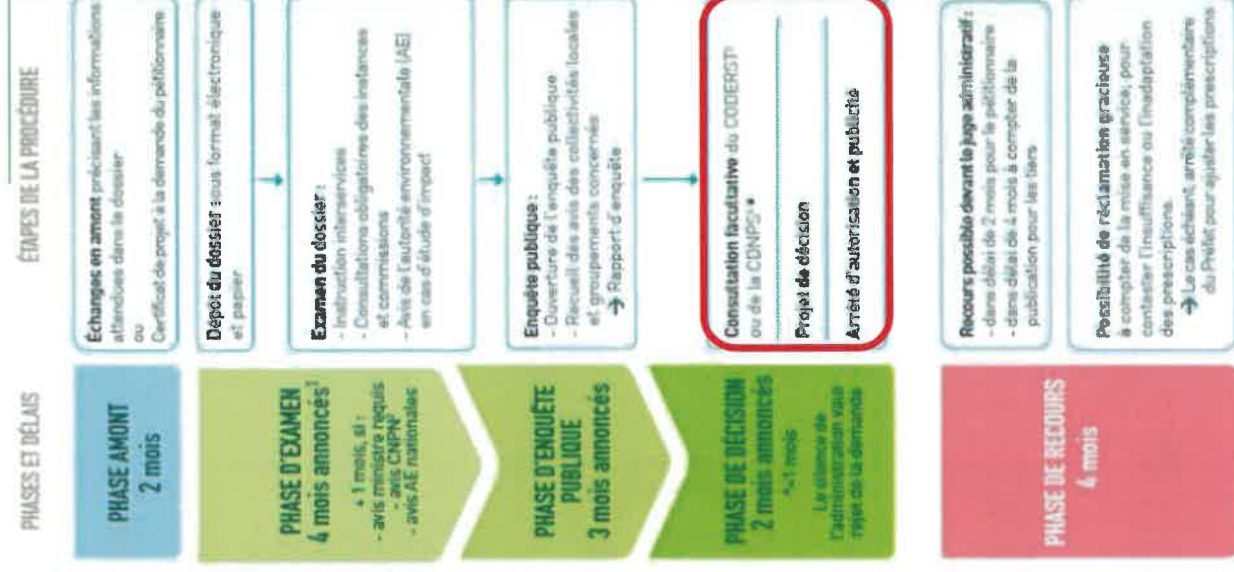 PHASES ET DÉLAIS
ÉTAPES DE LA PROCÉDURE
PHASE AMONT
2 mois
Échanges en amont précisant les informations
attendues dans le dossier
ou
Certificat de projet à la demande du pétitionnaire
Dépôt du dossier : sous format électronique
et papier
PHASE D'EXAMEN
4 mois annoncés¹
+ 1 mois, si :
- avis ministre requis
- avis CNPN²
- avis AE nationales
Examen du dossier :
- Instruction interservices
- Consultations obligatoires des instances
et commissions
- Avis de l'autorité environnementale (AE)
en cas d'étude d'impact
PHASE D'ENQUÊTE
PUBLIQUE
3 mois annoncés
Enquête publique :
- Ouverture de l'enquête publique
- Recueil des avis des collectivités locales
et groupements concernés
→ Rapport d'enquête
PHASE DE DÉCISION
2 mois annoncés
*+1 mois
Le silence de
l'administration vaut
rejet de la demande
Consultation facultative du CODERST
ou de la CDNPS
Projet de décision
Arrêté d'autorisation et publicité
PHASE DE RECOURS
4 mois
Recours possible devant le juge administratif :
- dans délai de 2 mois pour le pétitionnaire
- dans délai de 4 mois à compter de la
publication pour les tiers
Possibilité de réclamation gracieuse
à compter de la mise en service, pour
contester l'insuffisance ou l'inadaptation
des prescriptions.
→ Le cas échéant, arrêté complémentaire
du Préfet pour ajuster les prescriptions